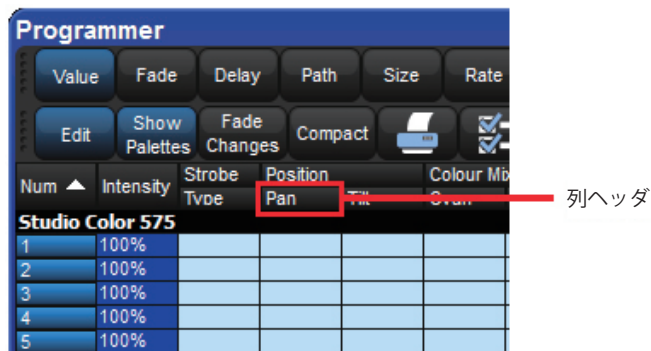 Programmer
Value Fade Delay Path Size Rate
Edit Show Palettes Fade Changes Compact
Num Intensity Strobe Position Colour Mix
Type Pan Tilt Cyan
列ヘッダ
Studio Color 575
1 100%
2 100%
3 100%
4 100%
5 100%